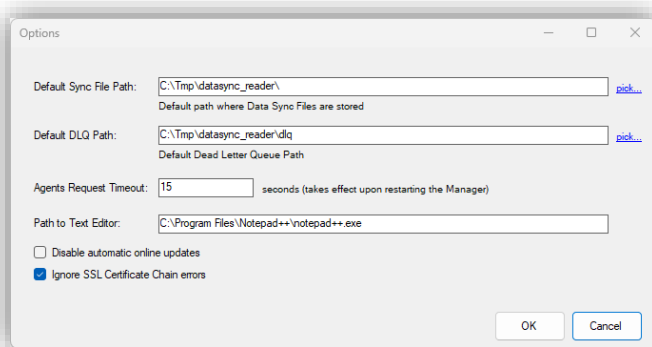 Options
Default Sync File Path: C:\Tmp\datasync_reader\ pick...
Default path where Data Sync Files are stored
Default DLQ Path: C:\Tmp\datasync_reader\dlq pick...
Default Dead Letter Queue Path
Agents Request Timeout: 15 seconds (takes effect upon restarting the Manager)
Path to Text Editor: C:\Program Files\Notepad++\notepad++.exe
Disable automatic online updates
Ignore SSL Certificate Chain errors
OK Cancel